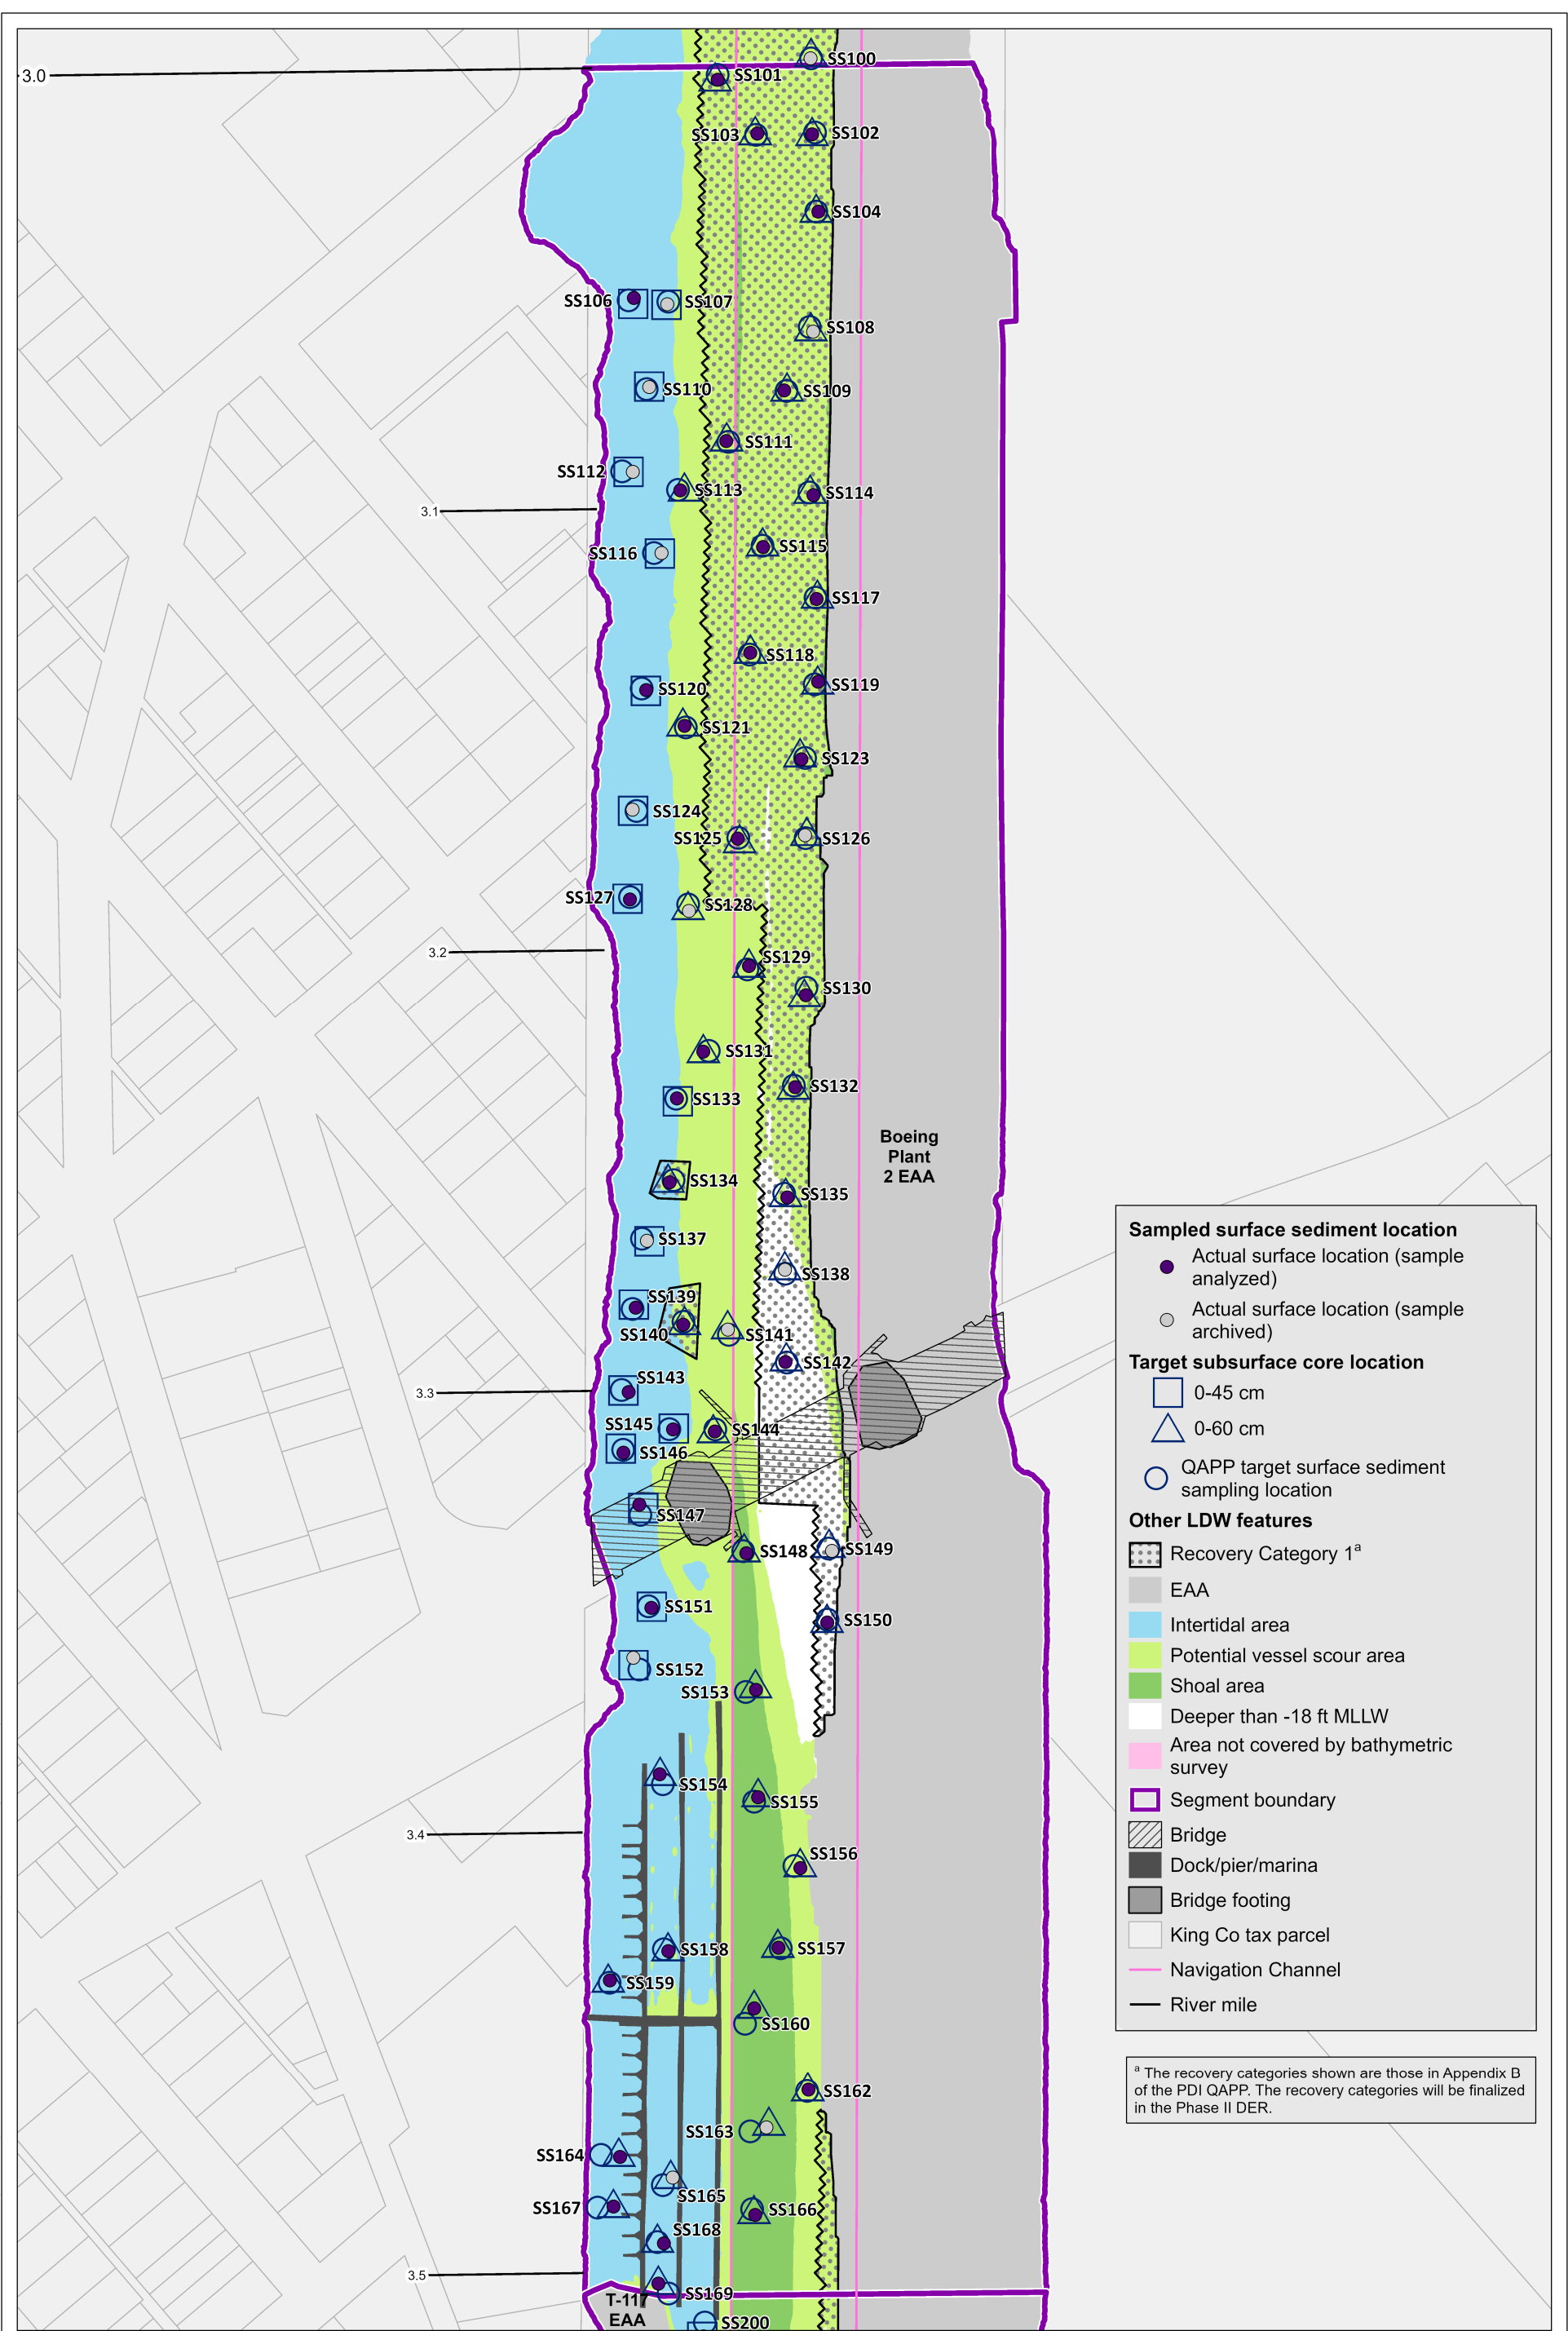 3.0
SS100
SS101
SS103
SS102
SS104
SS106
SS107
SS108
SS110
SS109
SS111
SS112
SS113
SS114
3.1
SS116
SS115
SS117
SS118
SS120
SS119
SS121
SS123
SS124
SS125
SS126
SS127
SS128
3.2
SS129
SS130
SS131
SS132
SS133
Boeing
Plant
2 EAA
SS134
SS135
SS137
SS138
SS139
SS140
SS141
SS142
3.3
SS143
SS145
SS144
SS146
SS147
SS148
SS149
SS151
SS150
SS152
SS153
SS154
SS155
3.4
SS156
SS158
SS157
SS159
SS160
SS162
SS163
SS164
SS165
SS167
SS166
SS168
3.5
SS169
T-117
EAA
SS200
Sampled surface sediment location
Actual surface location (sample
analyzed)
Actual surface location (sample
archived)
Target subsurface core location
0-45 cm
0-60 cm
QAPP target surface sediment
sampling location
Other LDW features
Recovery Category 1ᵃ
EAA
Intertidal area
Potential vessel scour area
Shoal area
Deeper than -18 ft MLLW
Area not covered by bathymetric
survey
Segment boundary
Bridge
Dock/pier/marina
Bridge footing
King Co tax parcel
Navigation Channel
River mile
ᵃ The recovery categories shown are those in Appendix B
of the PDI QAPP. The recovery categories will be finalized
in the Phase II DER.